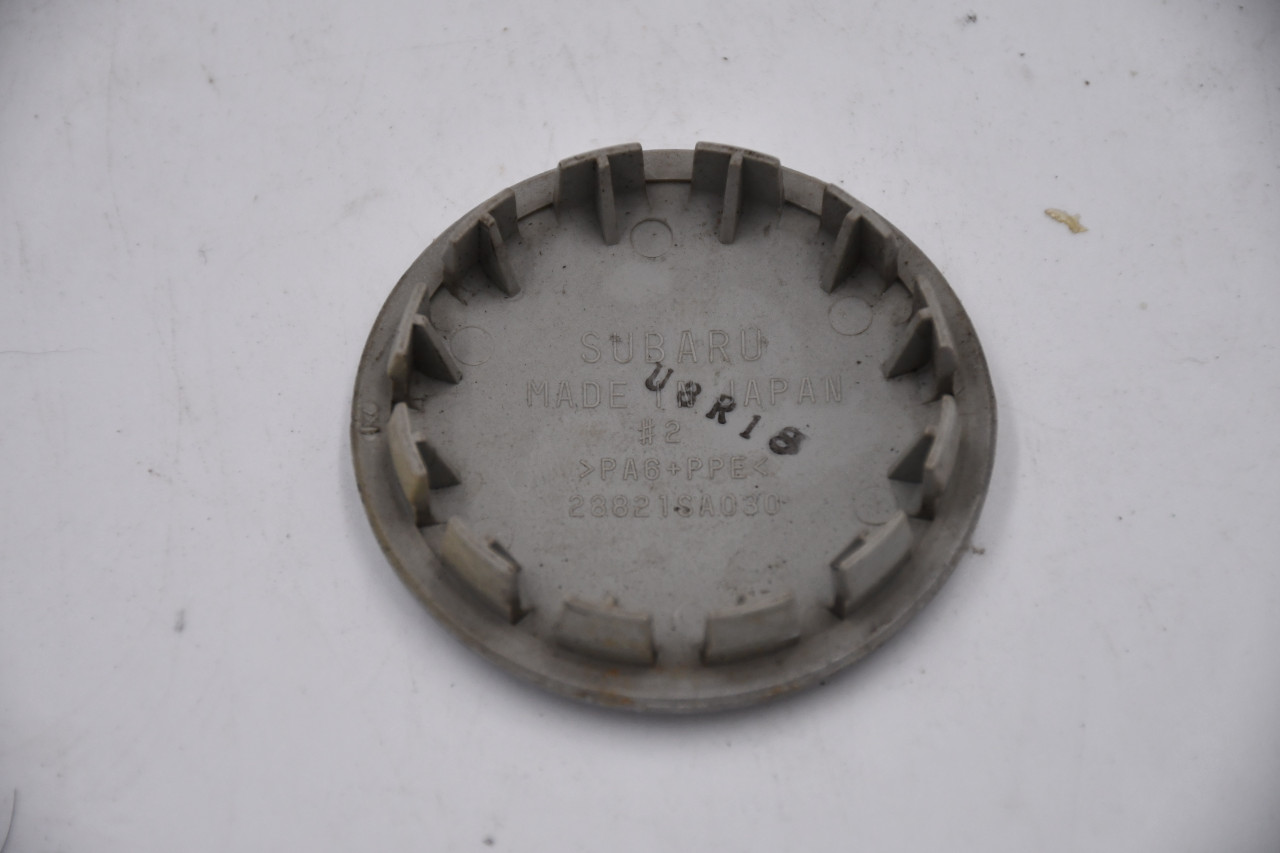 SUBARU
MADE IN JAPAN
U8R18
#2
>PA6+PPE<
28821SA030